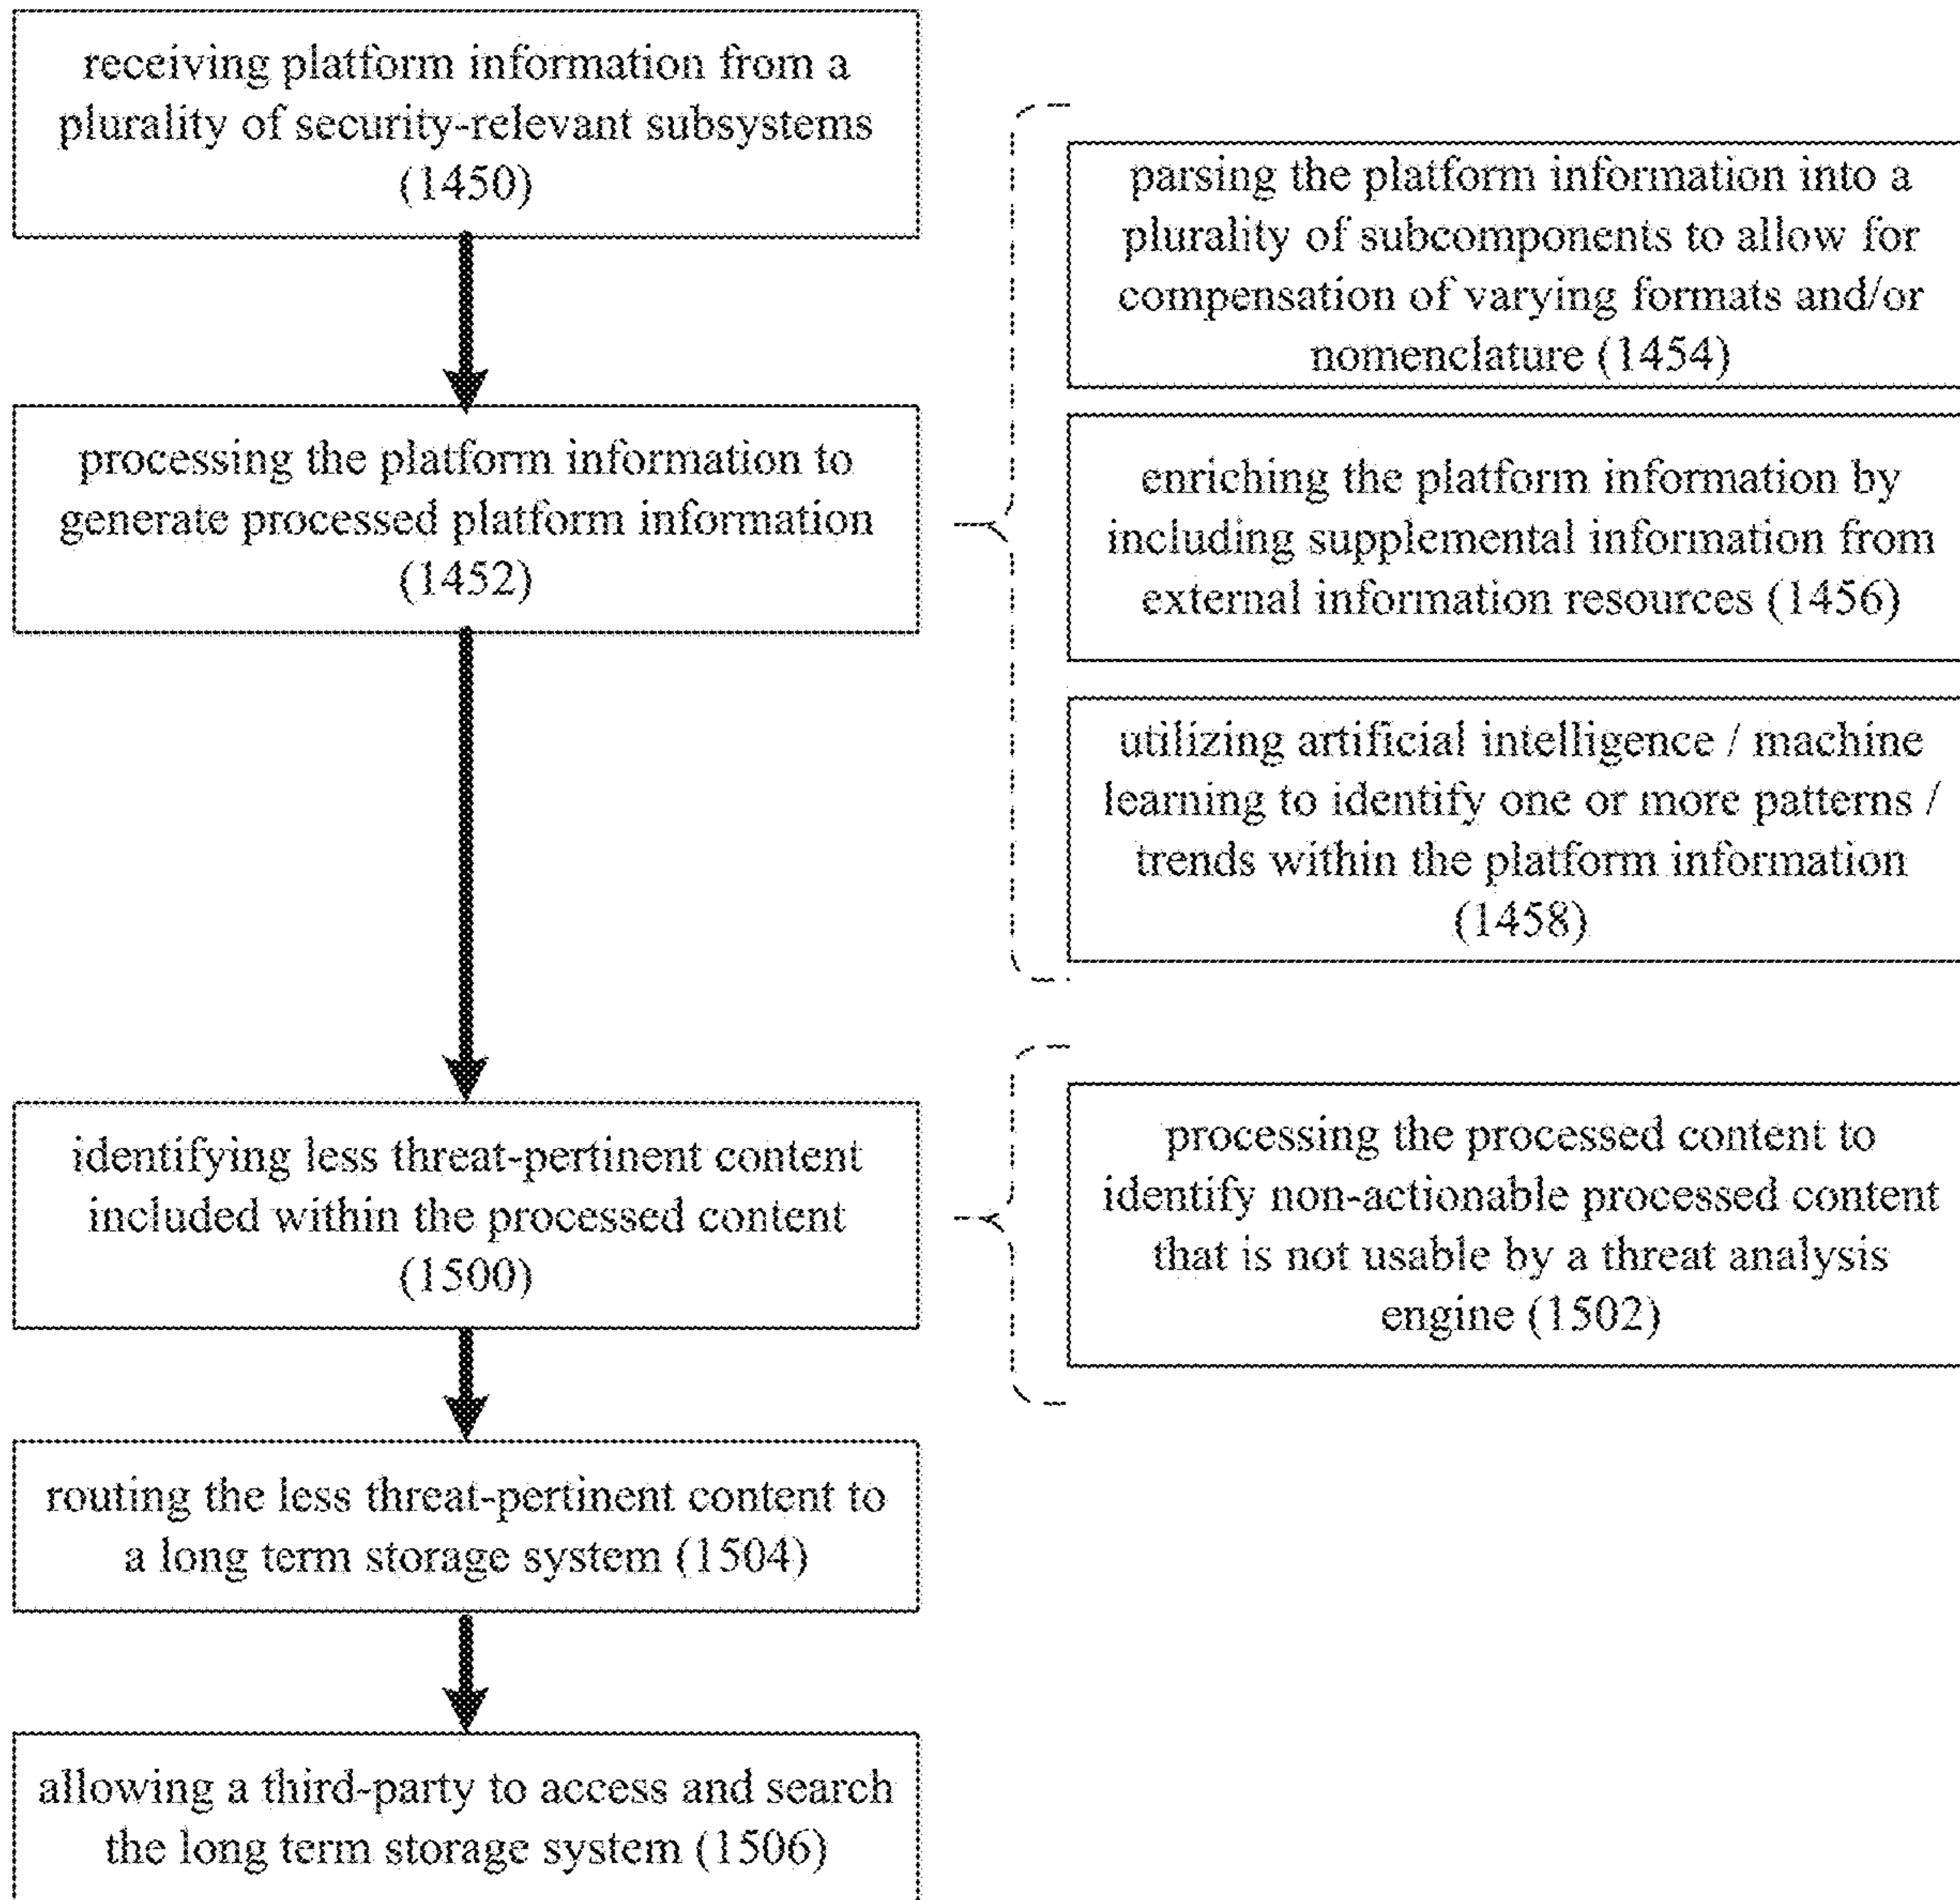 receiving platform information from a
plurality of security-relevant subsystems
(1450)
processing the platform information to
generate processed platform information
(1452)
parsing the platform information into a
plurality of subcomponents to allow for
compensation of varying formats and/or
nomenclature (1454)
enriching the platform information by
including supplemental information from
external information resources (1456)
utilizing artificial intelligence / machine
learning to identify one or more patterns /
trends within the platform information
(1458)
identifying less threat-pertinent content
included within the processed content
(1500)
processing the processed content to
identify non-actionable processed content
that is not usable by a threat analysis
engine (1502)
routing the less threat-pertinent content to
a long term storage system (1504)
allowing a third-party to access and search
the long term storage system (1506)